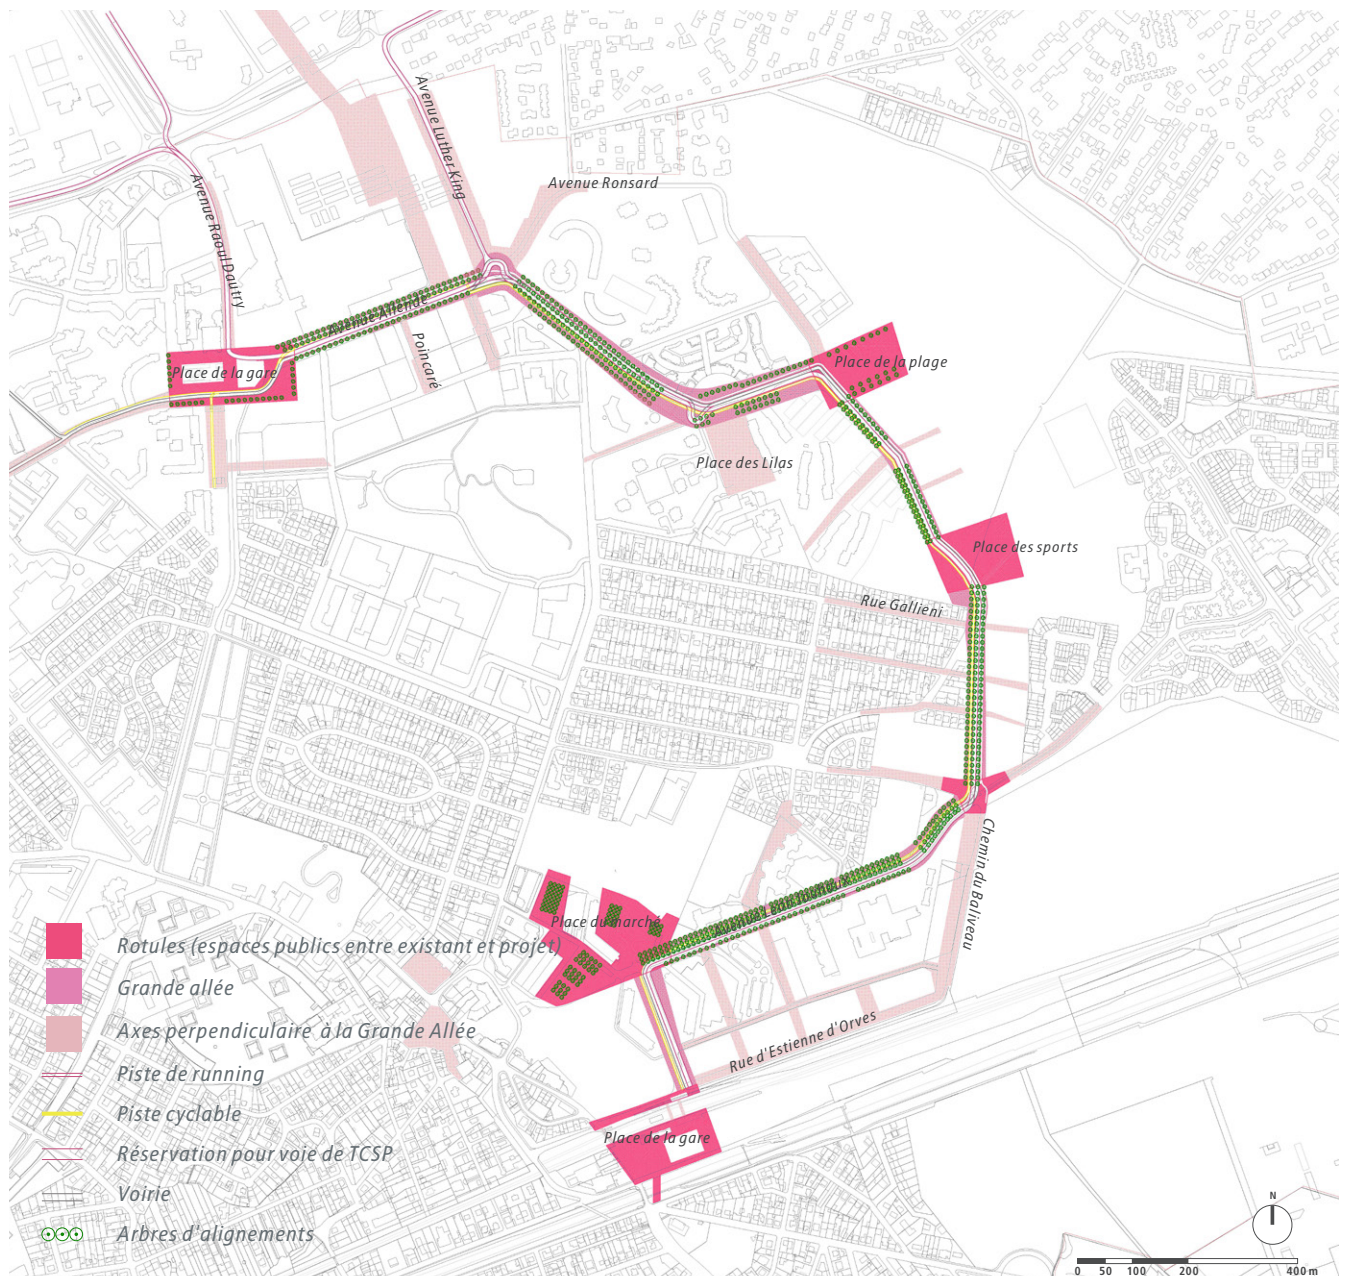 Avenue Luther King
Avenue Ronsard
Avenue Raoul Dautry
Avenue Allende
Poincaré
Place de la gare
Place de la plage
Place des Lilas
Place des sports
Rue Gallieni
Chemin du Baliveau
Avenue Léon Jouhaux
Place du marché
Rue d'Estienne d'Orves
Place de la gare
Rotules (espaces publics entre existant et projet)
Grande allée
Axes perpendiculaire à la Grande Allée
Piste de running
Piste cyclable
Réservation pour voie de TCSP
Voirie
Arbres d'alignements
N
0 50 100 200 400 m